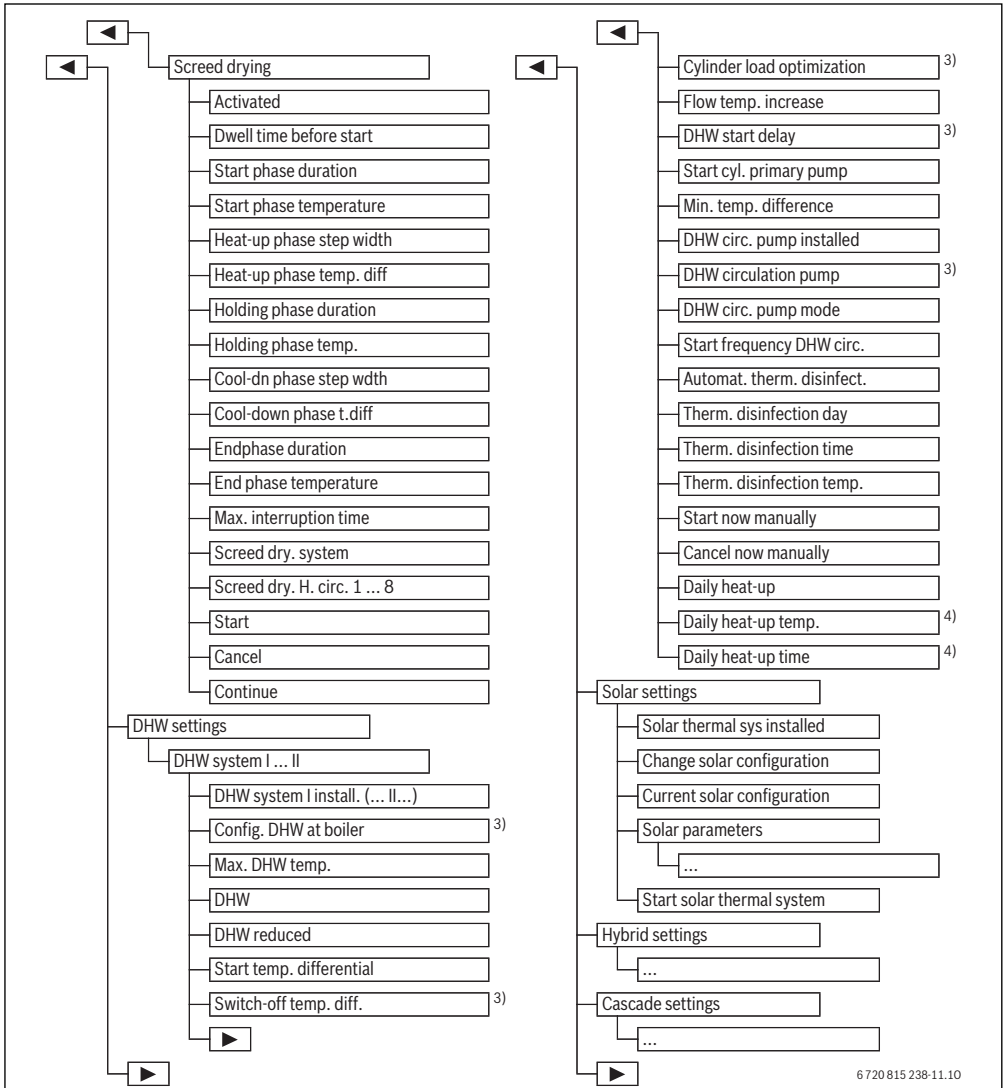 Screed drying
Activated
Dwell time before start
Start phase duration
Start phase temperature
Heat-up phase step width
Heat-up phase temp. diff
Holding phase duration
Holding phase temp.
Cool-dn phase step wdth
Cool-down phase t.diff
Endphase duration
End phase temperature
Max. interruption time
Screed dry. system
Screed dry. H. circ. 1 ... 8
Start
Cancel
Continue
DHW settings
DHW system I ... II
DHW system I install. (... II...)
Config. DHW at boiler 3)
Max. DHW temp.
DHW
DHW reduced
Start temp. differential
Switch-off temp. diff. 3)
Cylinder load optimization 3)
Flow temp. increase
DHW start delay 3)
Start cyl. primary pump
Min. temp. difference
DHW circ. pump installed
DHW circulation pump 3)
DHW circ. pump mode
Start frequency DHW circ.
Automat. therm. disinfect.
Therm. disinfection day
Therm. disinfection time
Therm. disinfection temp.
Start now manually
Cancel now manually
Daily heat-up
Daily heat-up temp. 4)
Daily heat-up time 4)
Solar settings
Solar thermal sys installed
Change solar configuration
Current solar configuration
Solar parameters
...
Start solar thermal system
Hybrid settings
...
Cascade settings
...
6 720 815 238-11.1O